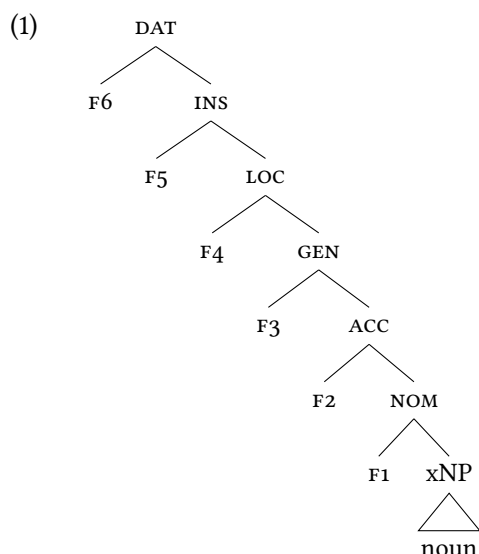 (1) DAT
F6 INS
F5 LOC
F4 GEN
F3 ACC
F2 NOM
F1 xNP
noun